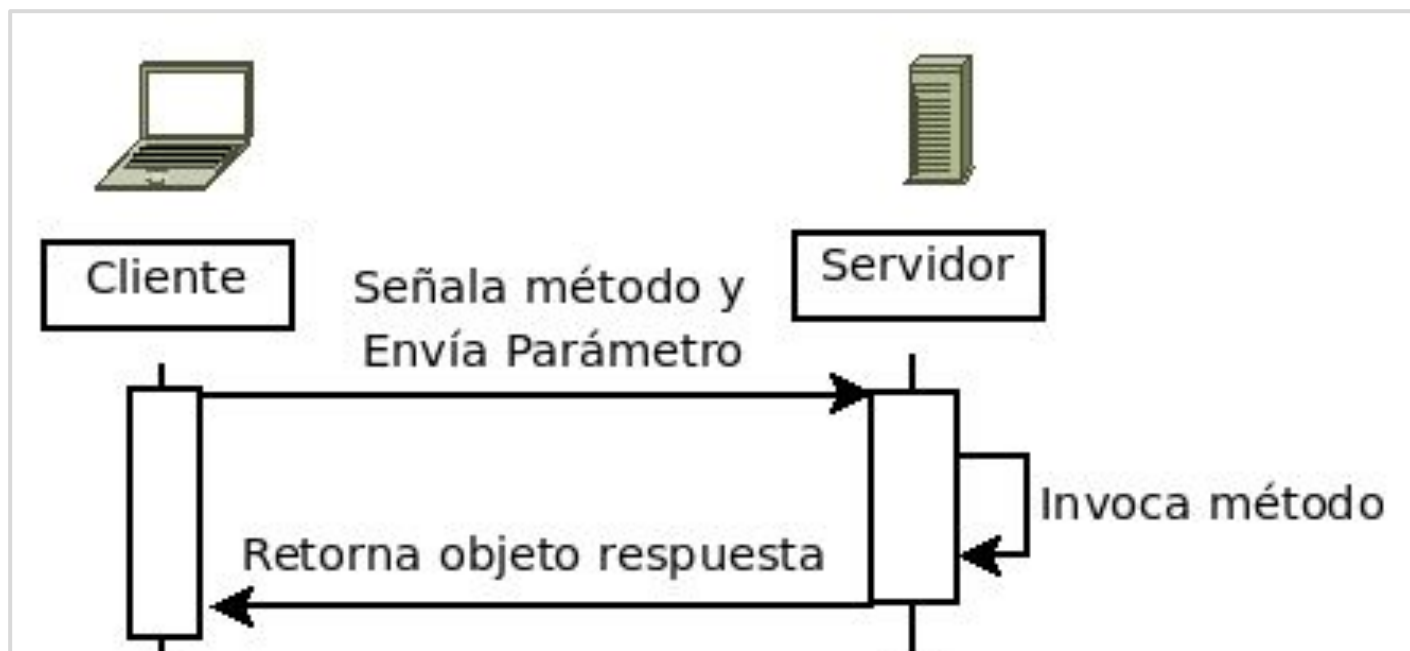 Cliente
Servidor
Señala método y
Envía Parámetro
Invoca método
Retorna objeto respuesta